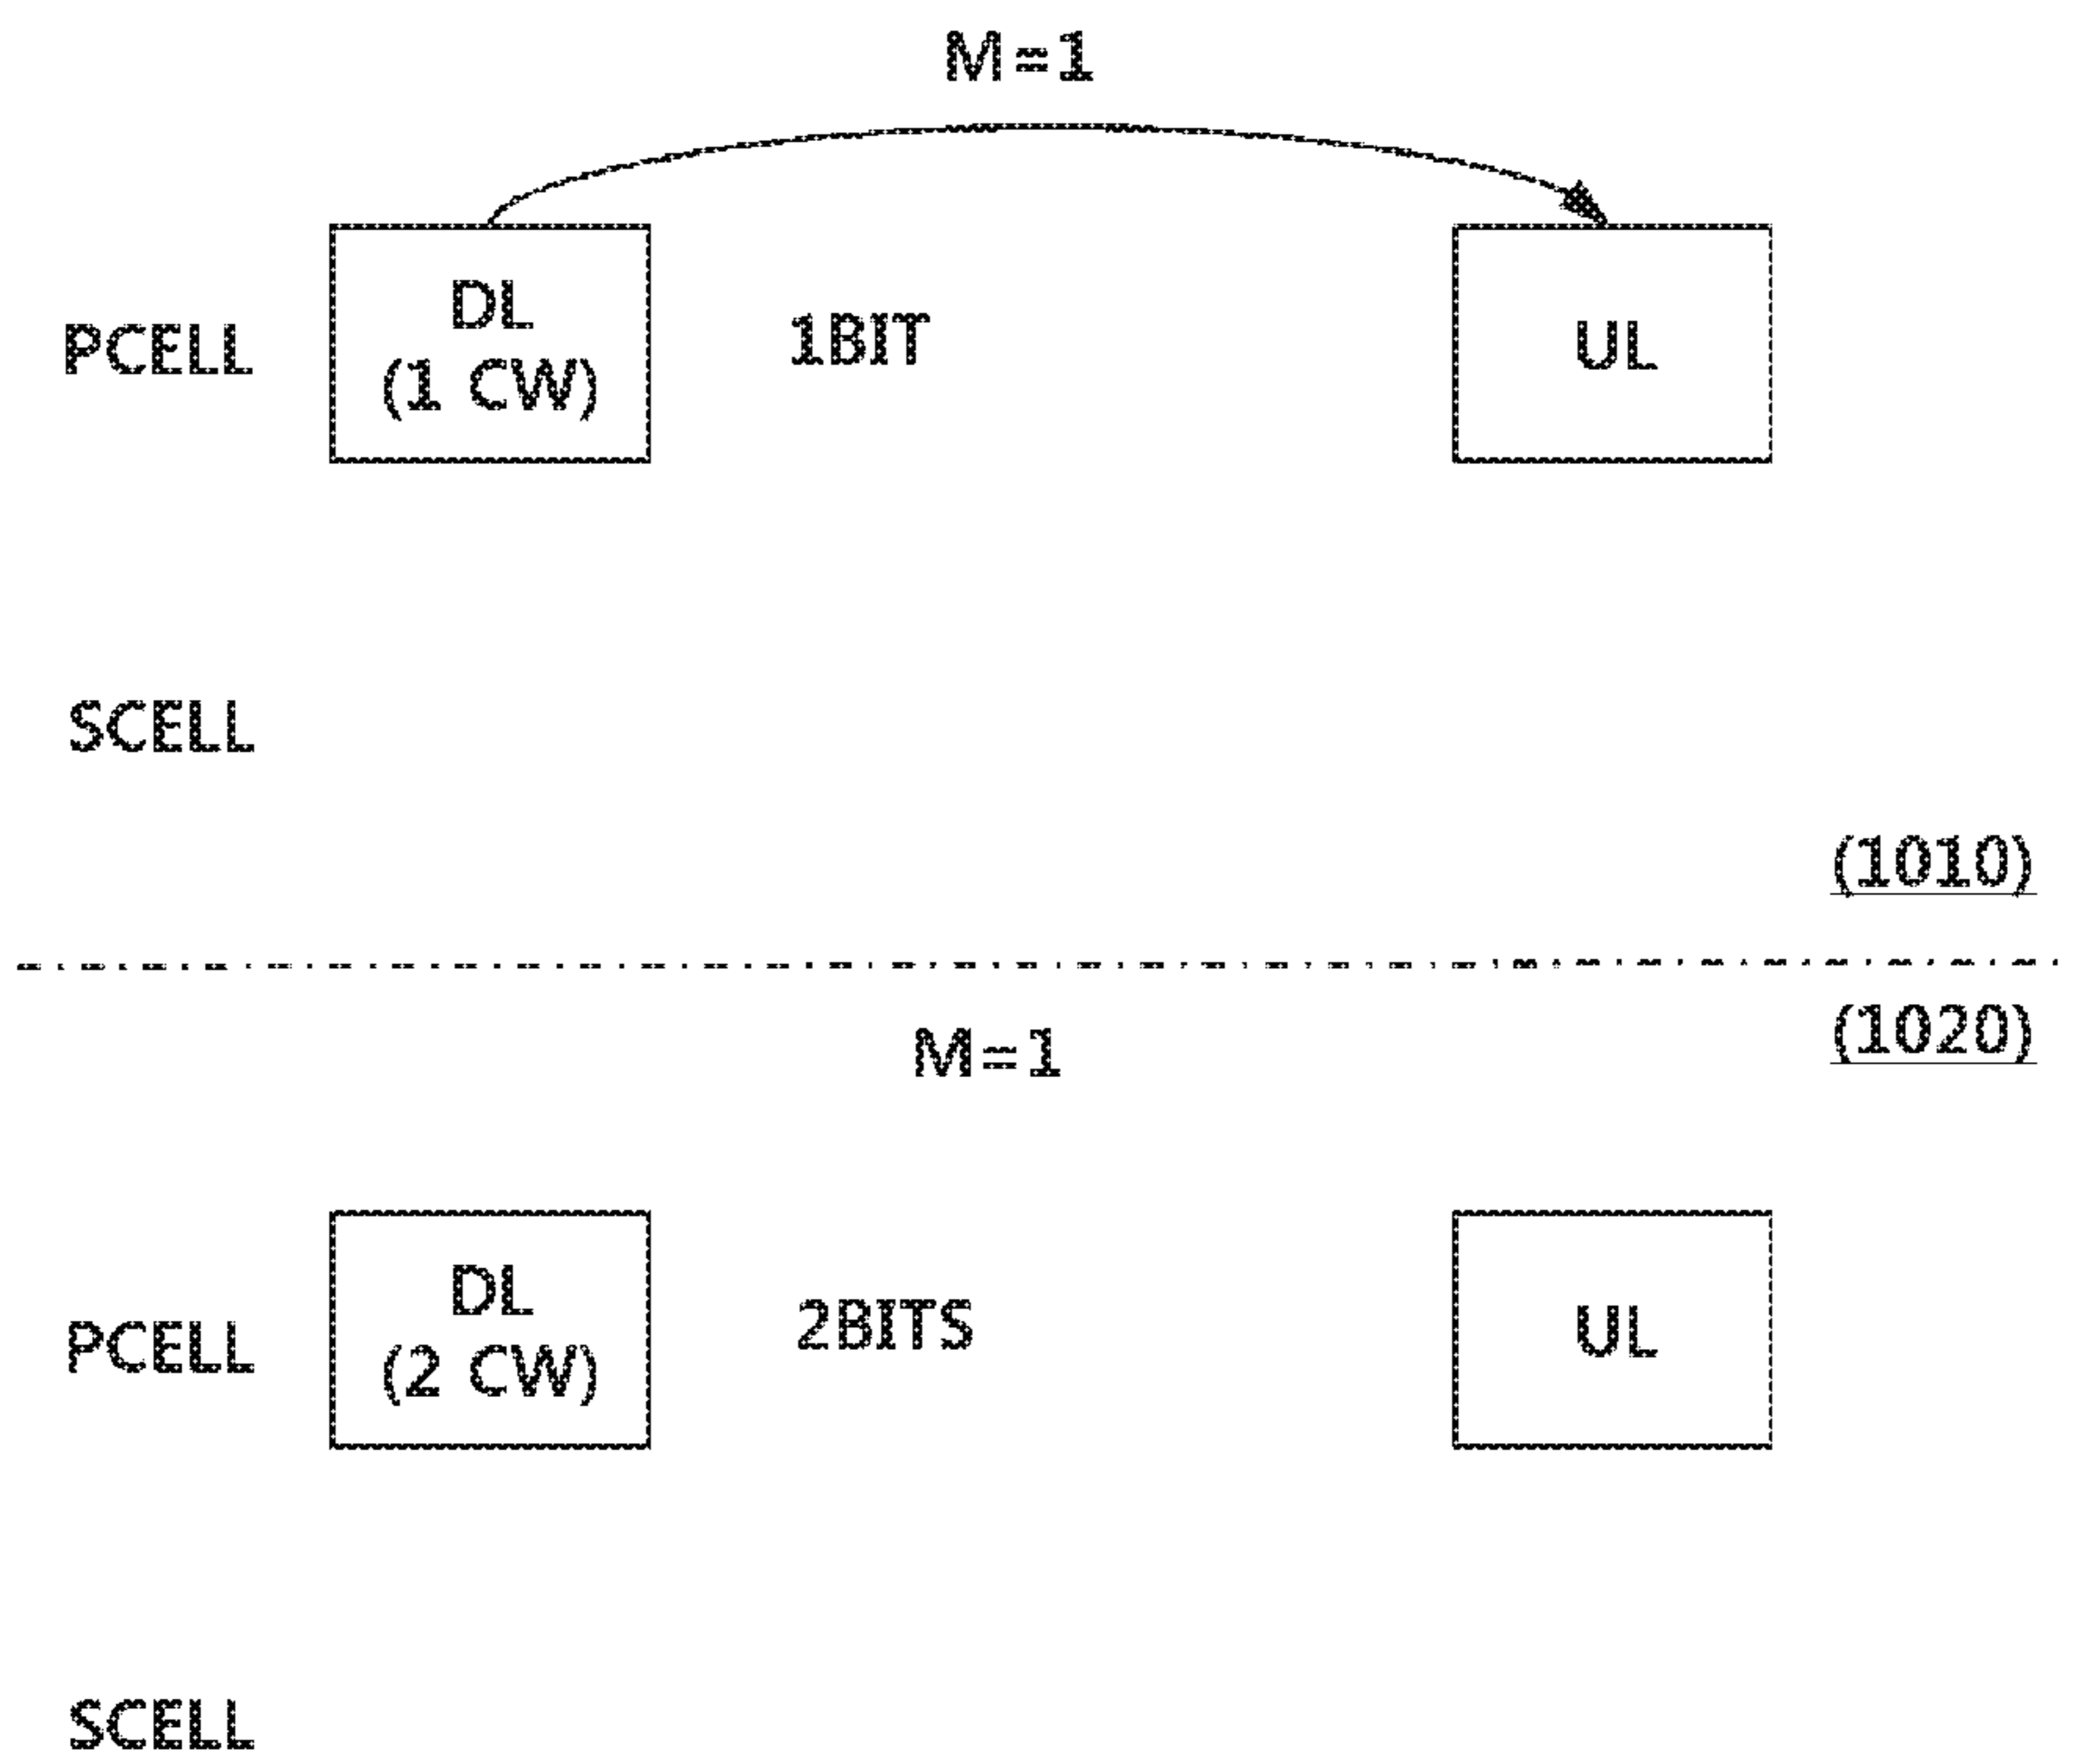 M=1
DL
(1 CW)
PCELL
1BIT
UL
SCELL
(1010)
(1020)
M=1
DL
(2 CW)
PCELL
2BITS
UL
SCELL